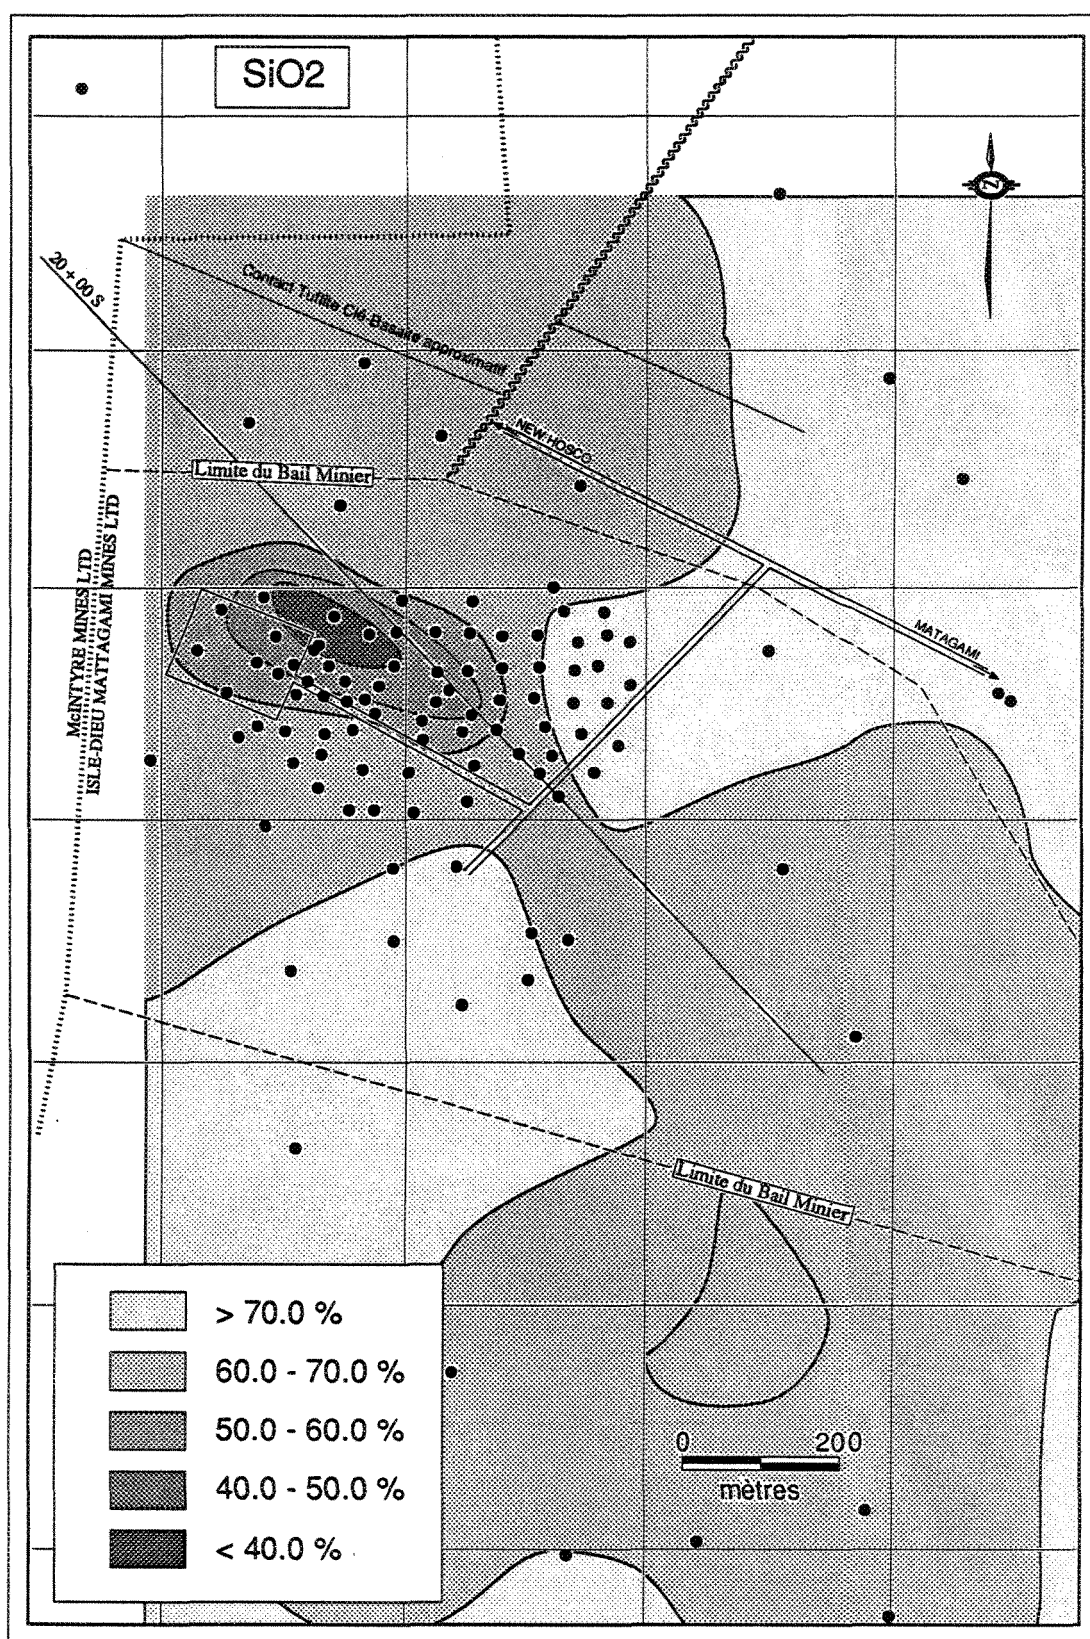 SiO2
N
20 + 00 S
Contact Tuffite Clé-Basalte approximatif
NEW HOSCO
Limite du Bail Minier
McINTYRE MINES LTD
ISLE-DIEU MATTAGAMI MINES LTD
MATAGAMI
Limite du Bail Minier
> 70.0 %
60.0 - 70.0 %
50.0 - 60.0 %
40.0 - 50.0 %
< 40.0 %
0 200
mètres